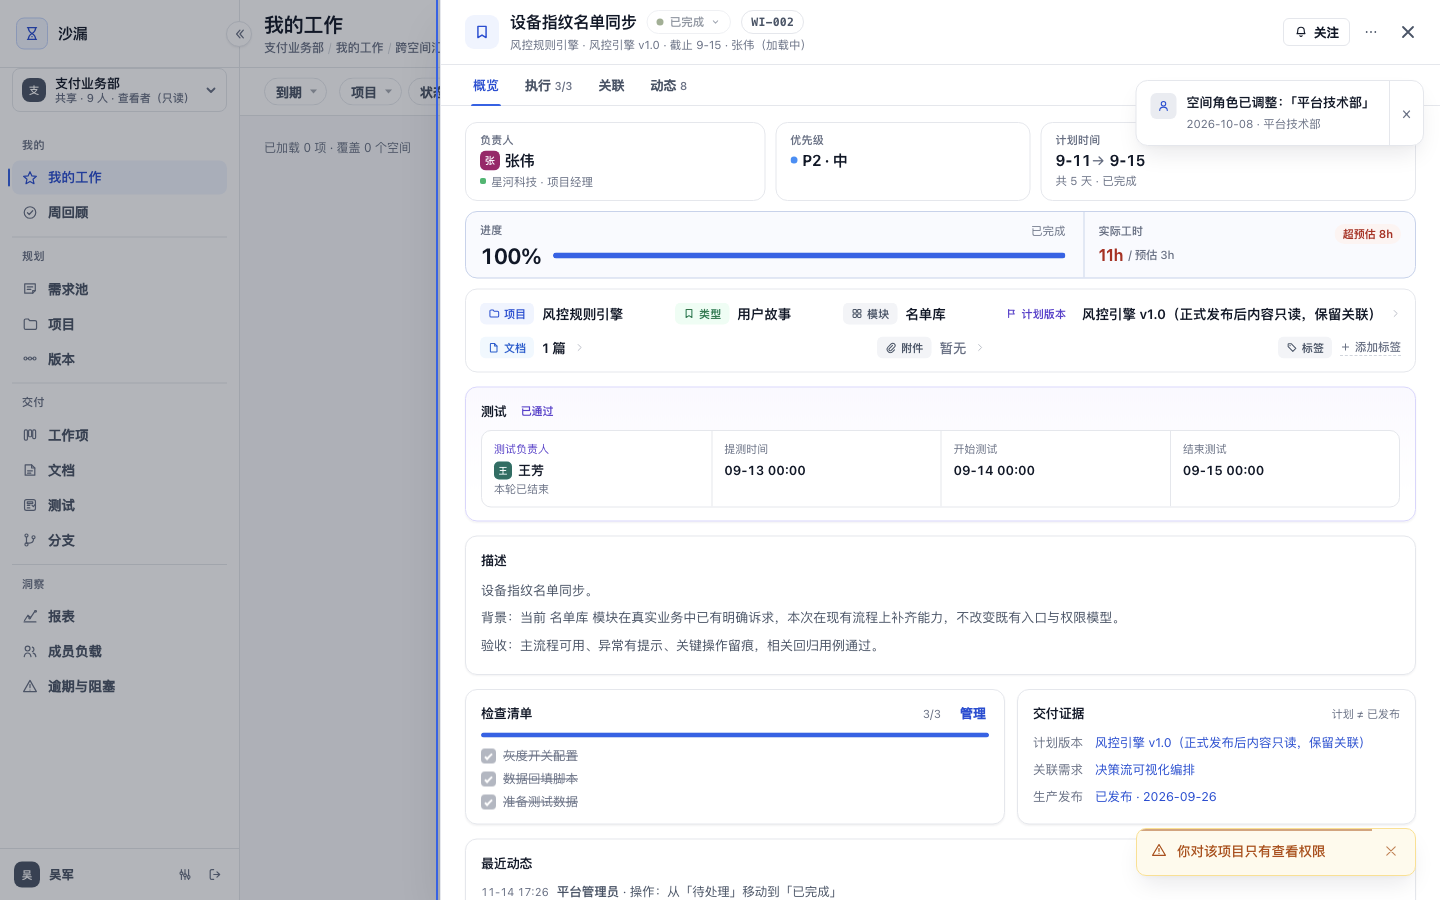 沙漏
支
支付业务部
共享 · 9 人 · 查看者（只读）
我的
我的工作
周回顾
规划
需求池
项目
版本
交付
工作项
文档
测试
分支
洞察
报表
成员负载
逾期与阻塞
吴
吴军
我的工作
支付业务部 / 我的工作 / 跨空间
到期
项目
已加载 0 项 · 覆盖 0 个空间
设备指纹名单同步
已完成
WI-002
风控规则引擎 · 风控引擎 v1.0 · 截止 9-15 · 张伟（加载中）
关注
概览
执行 3/3
关联
动态 8
空间角色已调整：「平台技术部」
2026-10-08 · 平台技术部
负责人
张
张伟
星河科技 · 项目经理
优先级
P2 · 中
计划时间
9-11 → 9-15
共 5 天 · 已完成
进度
已完成
100%
实际工时
超预估 8h
11h / 预估 3h
项目
风控规则引擎
类型
用户故事
模块
名单库
计划版本
风控引擎 v1.0（正式发布后内容只读，保留关联）
文档
1 篇
附件
暂无
标签
+ 添加标签
测试
已通过
测试负责人
王
王芳
本轮已结束
提测时间
09-13 00:00
开始测试
09-14 00:00
结束测试
09-15 00:00
描述
设备指纹名单同步。
背景：当前 名单库 模块在真实业务中已有明确诉求，本次在现有流程上补齐能力，不改变既有入口与权限模型。
验收：主流程可用、异常有提示、关键操作留痕，相关回归用例通过。
检查清单
3/3
管理
灰度开关配置
数据回填脚本
准备测试数据
交付证据
计划 ≠ 已发布
计划版本
风控引擎 v1.0（正式发布后内容只读，保留关联）
关联需求
决策流可视化编排
生产发布
已发布 · 2026-09-26
最近动态
11-14 17:26 平台管理员 · 操作：从「待处理」移动到「已完成」
你对该项目只有查看权限